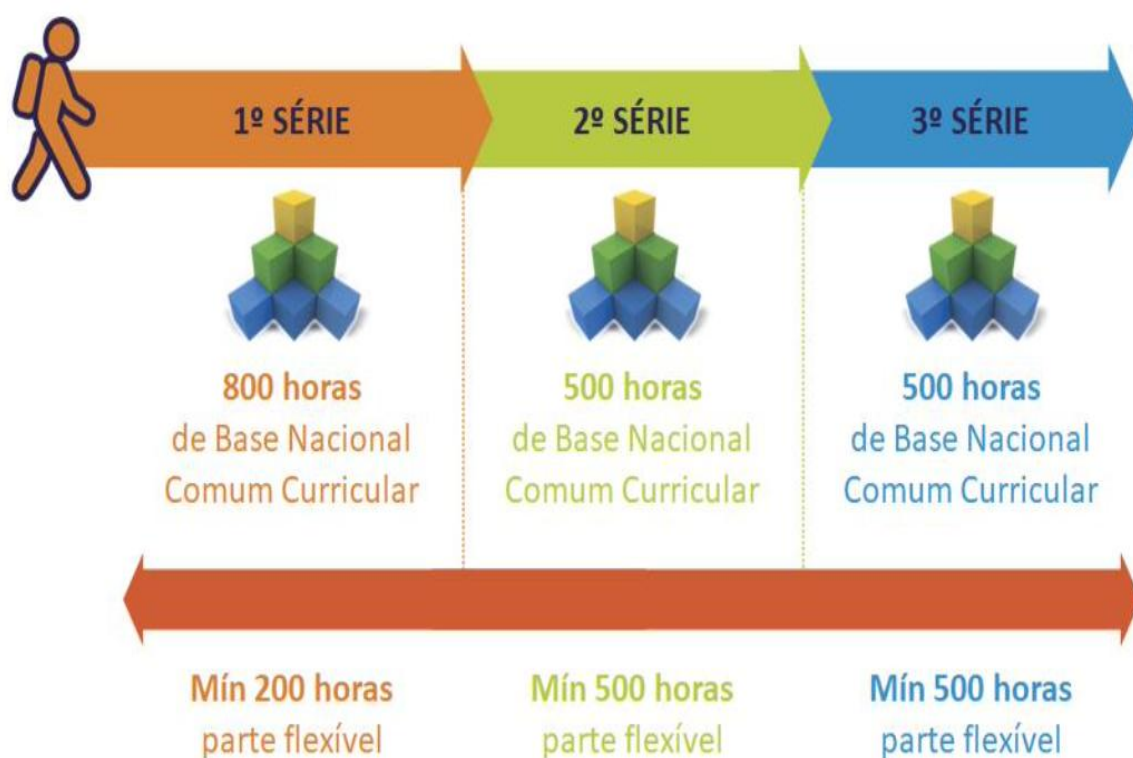 1º SÉRIE
2º SÉRIE
3º SÉRIE
800 horas
de Base Nacional
Comum Curricular
500 horas
de Base Nacional
Comum Curricular
500 horas
de Base Nacional
Comum Curricular
Mín 200 horas
parte flexível
Mín 500 horas
parte flexível
Mín 500 horas
parte flexível